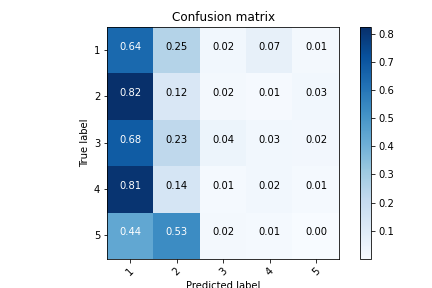 Confusion matrix
1 0.64 0.25 0.02 0.07 0.01
2 0.82 0.12 0.02 0.01 0.03
3 0.68 0.23 0.04 0.03 0.02
4 0.81 0.14 0.01 0.02 0.01
5 0.44 0.53 0.02 0.01 0.00
True label
1 2 3 4 5
Predicted label
0.8
0.7
0.6
0.5
0.4
0.3
0.2
0.1